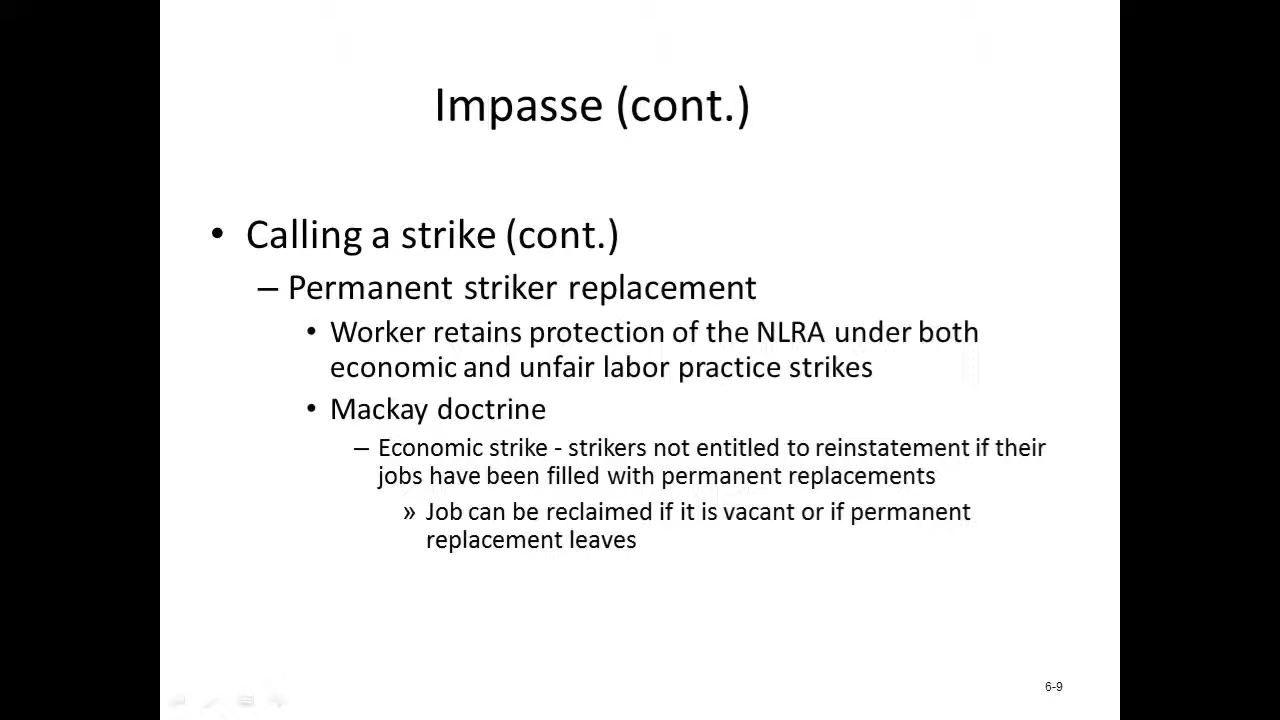 Impasse (cont.)
• Calling a strike (cont.)
– Permanent striker replacement
• Worker retains protection of the NLRA under both
economic and unfair labor practice strikes
• Mackay doctrine
– Economic strike - strikers not entitled to reinstatement if their
jobs have been filled with permanent replacements
» Job can be reclaimed if it is vacant or if permanent
replacement leaves
6-9